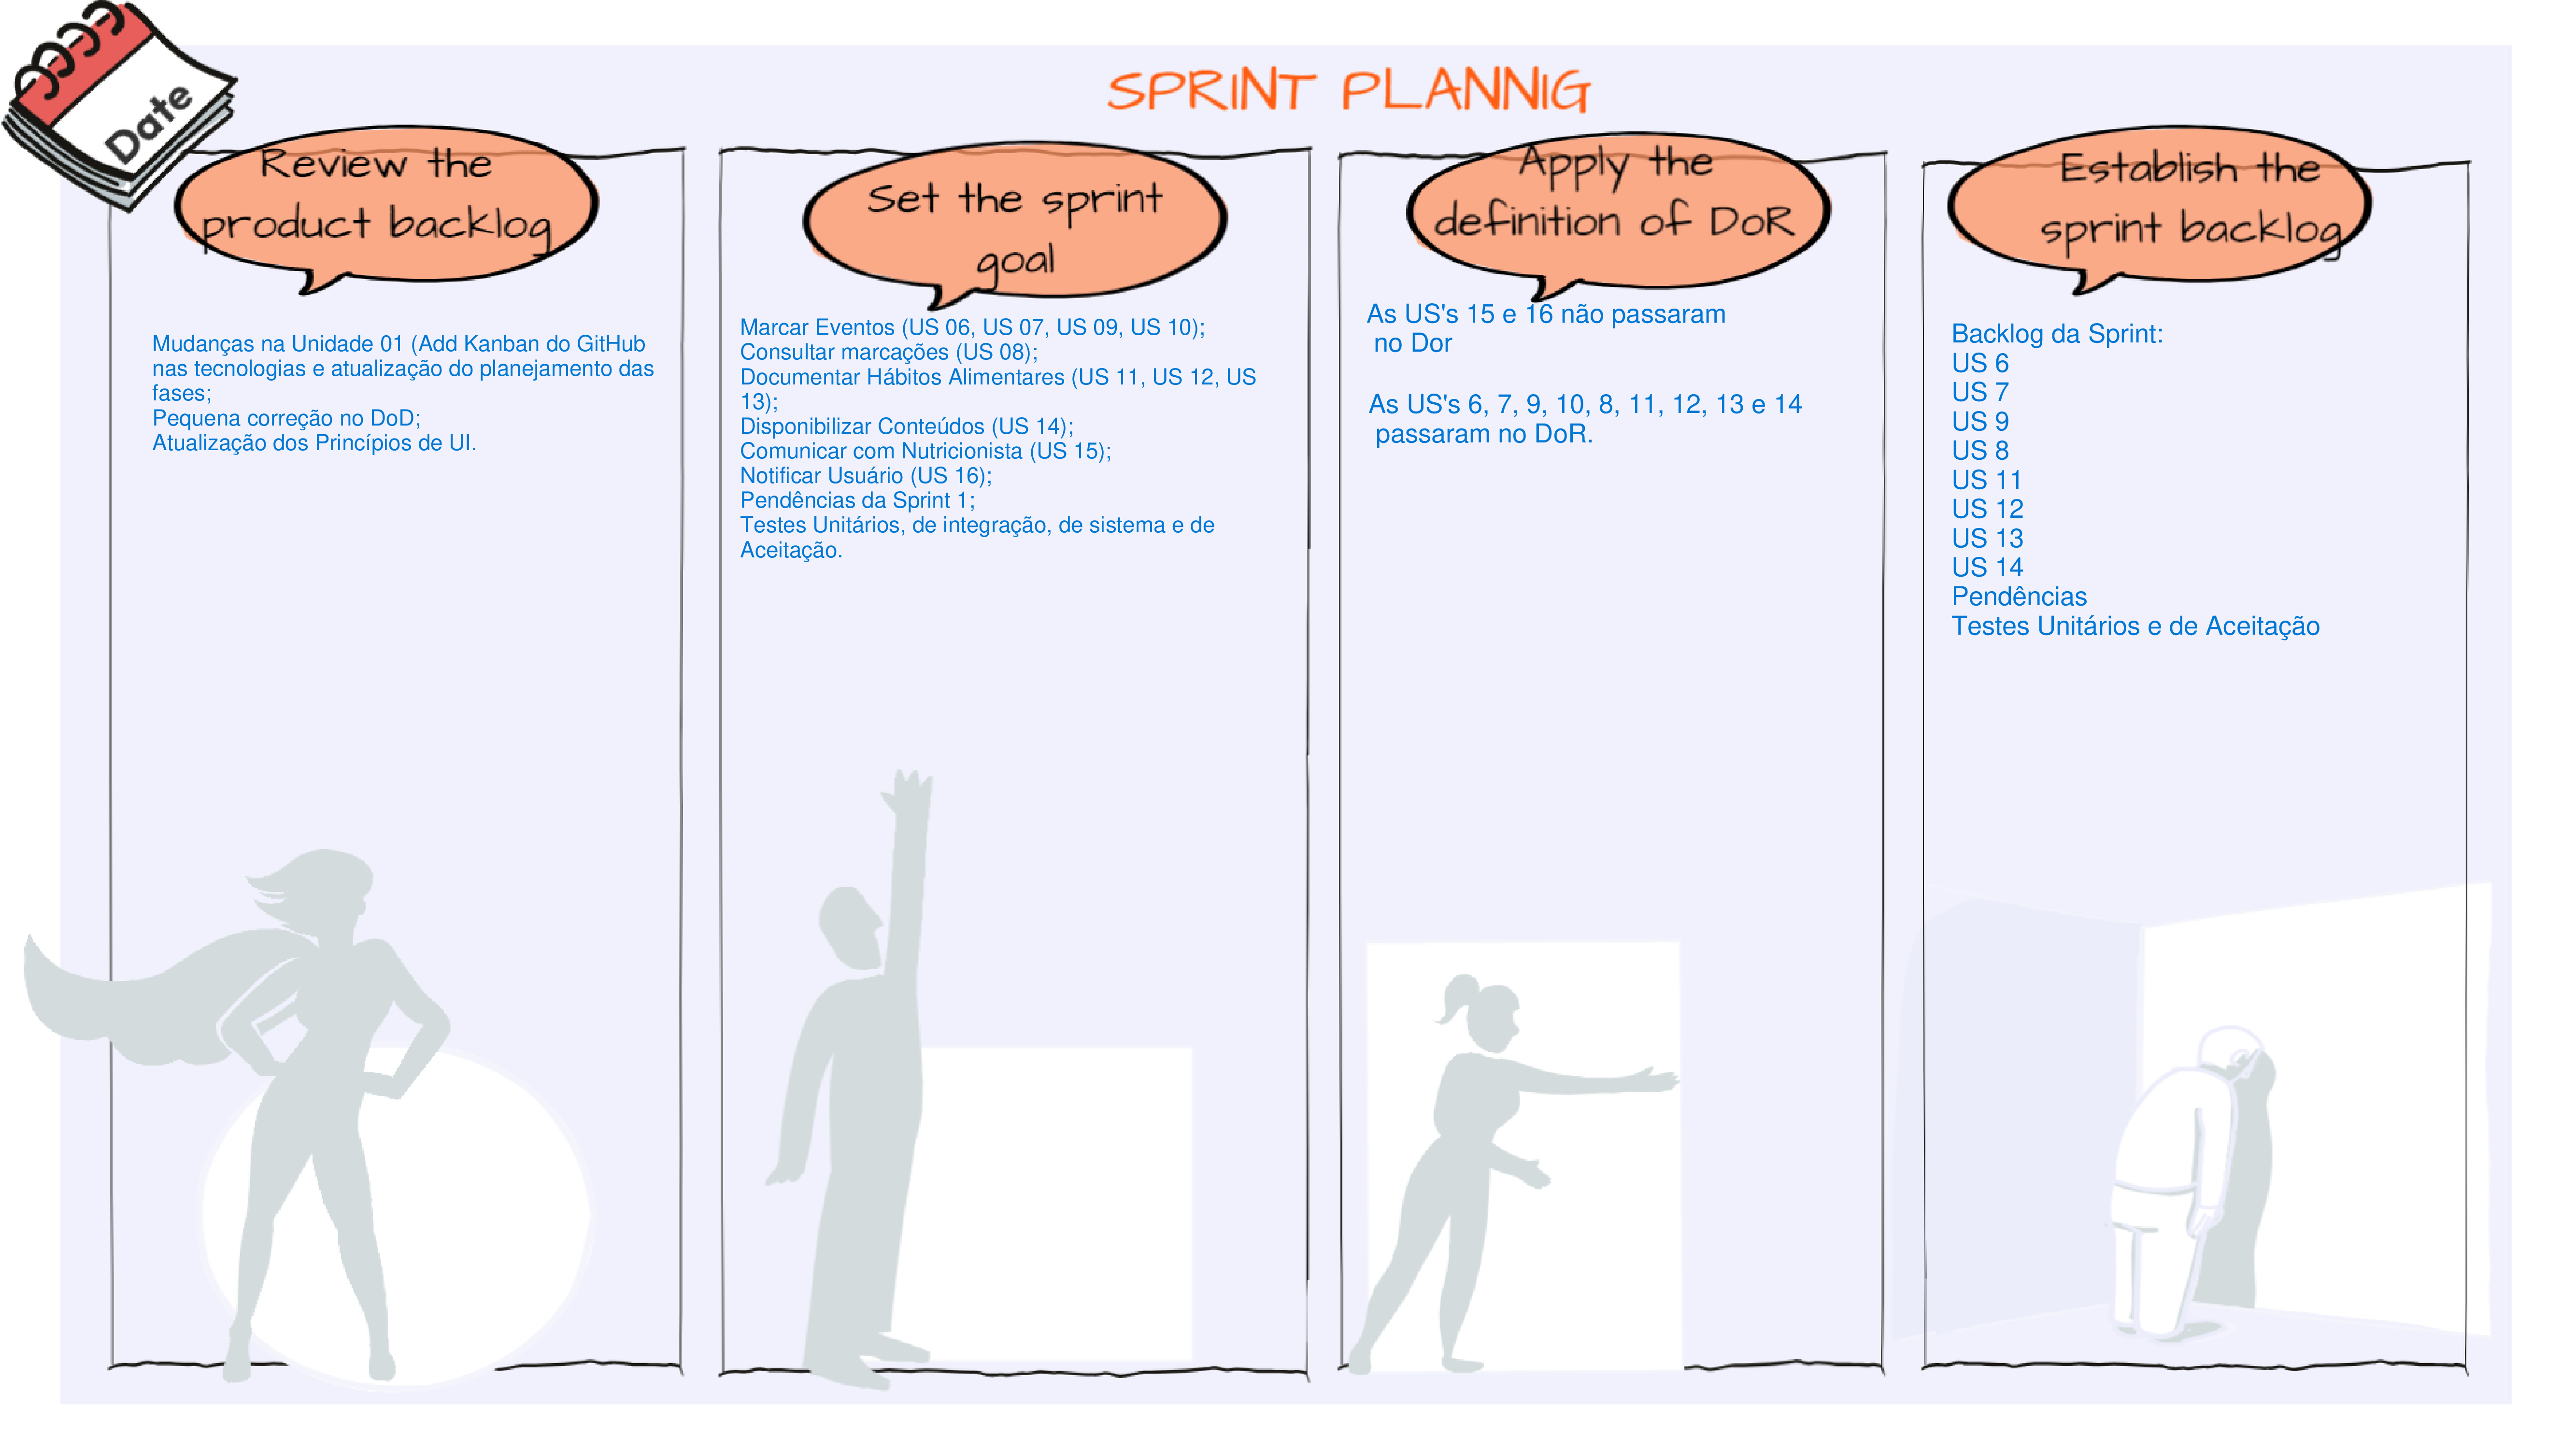 Date
SPRINT PLANNIG
Review the
product backlog
Mudanças na Unidade 01 (Add Kanban do GitHub
nas tecnologias e atualização do planejamento das
fases;
Pequena correção no DoD;
Atualização dos Princípios de UI.
Set the sprint
goal
Marcar Eventos (US 06, US 07, US 09, US 10);
Consultar marcações (US 08);
Documentar Hábitos Alimentares (US 11, US 12, US
13);
Disponibilizar Conteúdos (US 14);
Comunicar com Nutricionista (US 15);
Notificar Usuário (US 16);
Pendências da Sprint 1;
Testes Unitários, de integração, de sistema e de
Aceitação.
Apply the
definition of DoR
As US's 15 e 16 não passaram
no Dor
As US's 6, 7, 9, 10, 8, 11, 12, 13 e 14
passaram no DoR.
Establish the
sprint backlog
Backlog da Sprint:
US 6
US 7
US 9
US 8
US 11
US 12
US 13
US 14
Pendências
Testes Unitários e de Aceitação